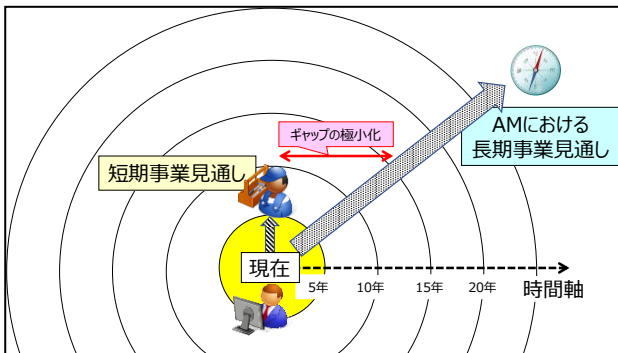 ギャップの極小化
AMにおける
長期事業見通し
短期事業見通し
現在
5年
10年
15年
20年
時間軸